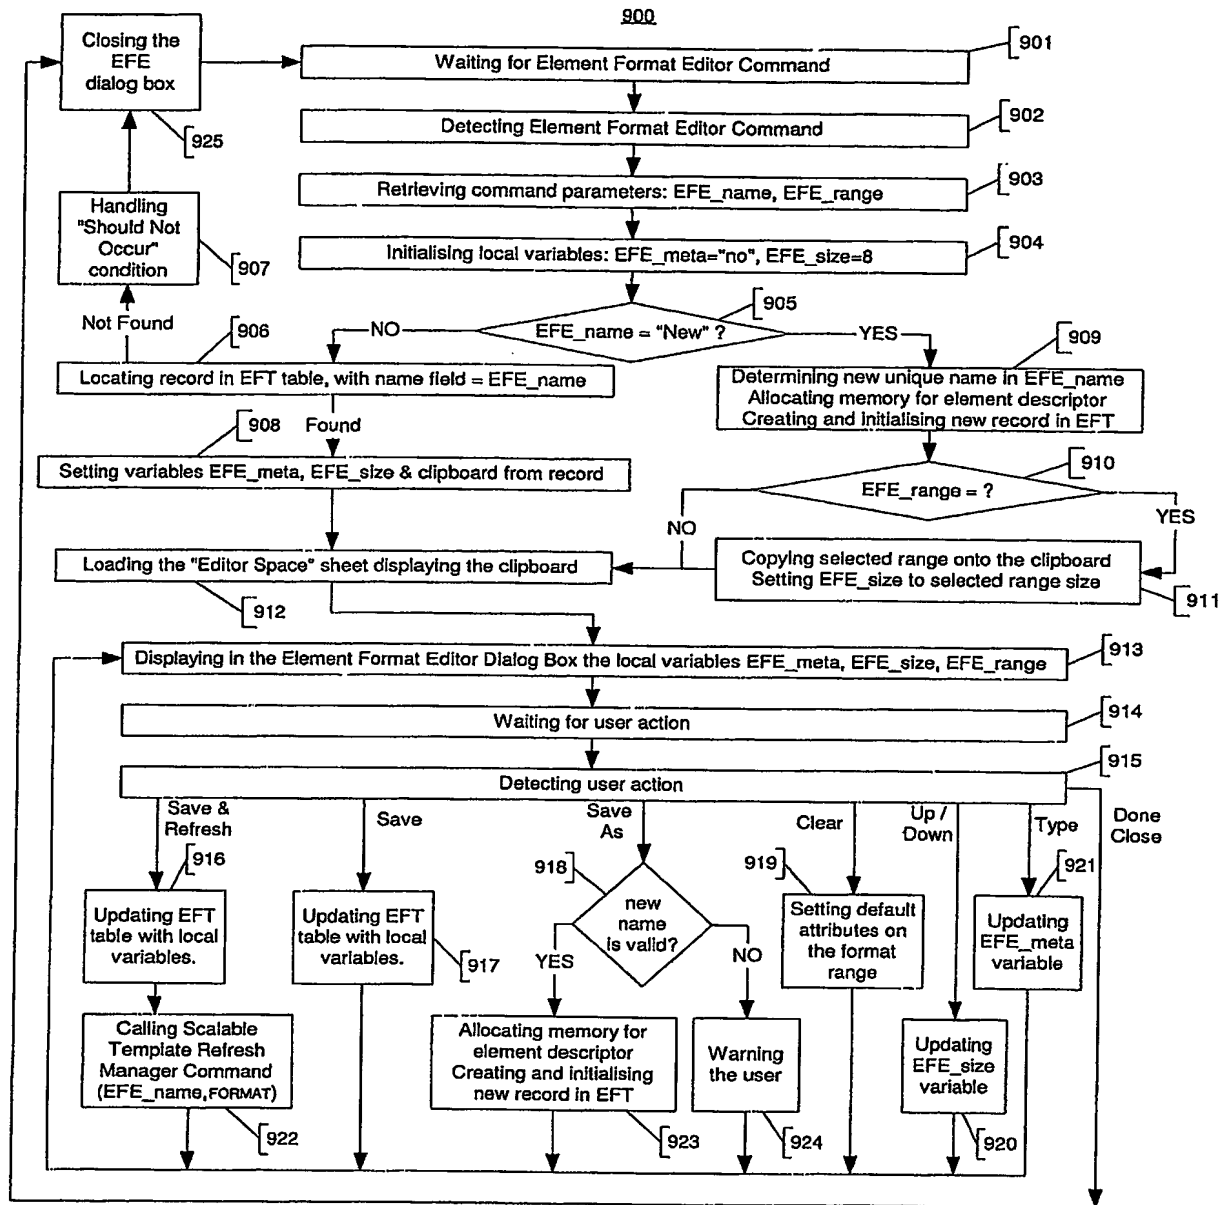 900
Closing the
EFE
dialog box
925
Waiting for Element Format Editor Command
901
Detecting Element Format Editor Command
902
Retrieving command parameters: EFE_name, EFE_range
903
Handling
"Should Not
Occur"
condition
907
Initialising local variables: EFE_meta="no", EFE_size=8
904
Not Found
906
NO
EFE_name = "New" ?
905
YES
909
Locating record in EFT table, with name field = EFE_name
Determining new unique name in EFE_name
Allocating memory for element descriptor
Creating and initialising new record in EFT
908
Found
Setting variables EFE_meta, EFE_size & clipboard from record
EFE_range = ?
910
NO
YES
Loading the "Editor Space" sheet displaying the clipboard
912
Copying selected range onto the clipboard
Setting EFE_size to selected range size
911
Displaying in the Element Format Editor Dialog Box the local variables EFE_meta, EFE_size, EFE_range
913
Waiting for user action
914
Detecting user action
915
Save &
Refresh
Save
Save
As
Clear
Up /
Down
Type
Done
Close
916
Updating EFT
table with local
variables.
Updating EFT
table with local
variables.
917
918
new
name
is valid?
YES
NO
919
Setting default
attributes on
the format
range
921
Updating
EFE_meta
variable
Calling Scalable
Template Refresh
Manager Command
(EFE_name,FORMAT)
922
Allocating memory for
element descriptor
Creating and initialising
new record in EFT
923
Warning
the user
924
Updating
EFE_size
variable
920